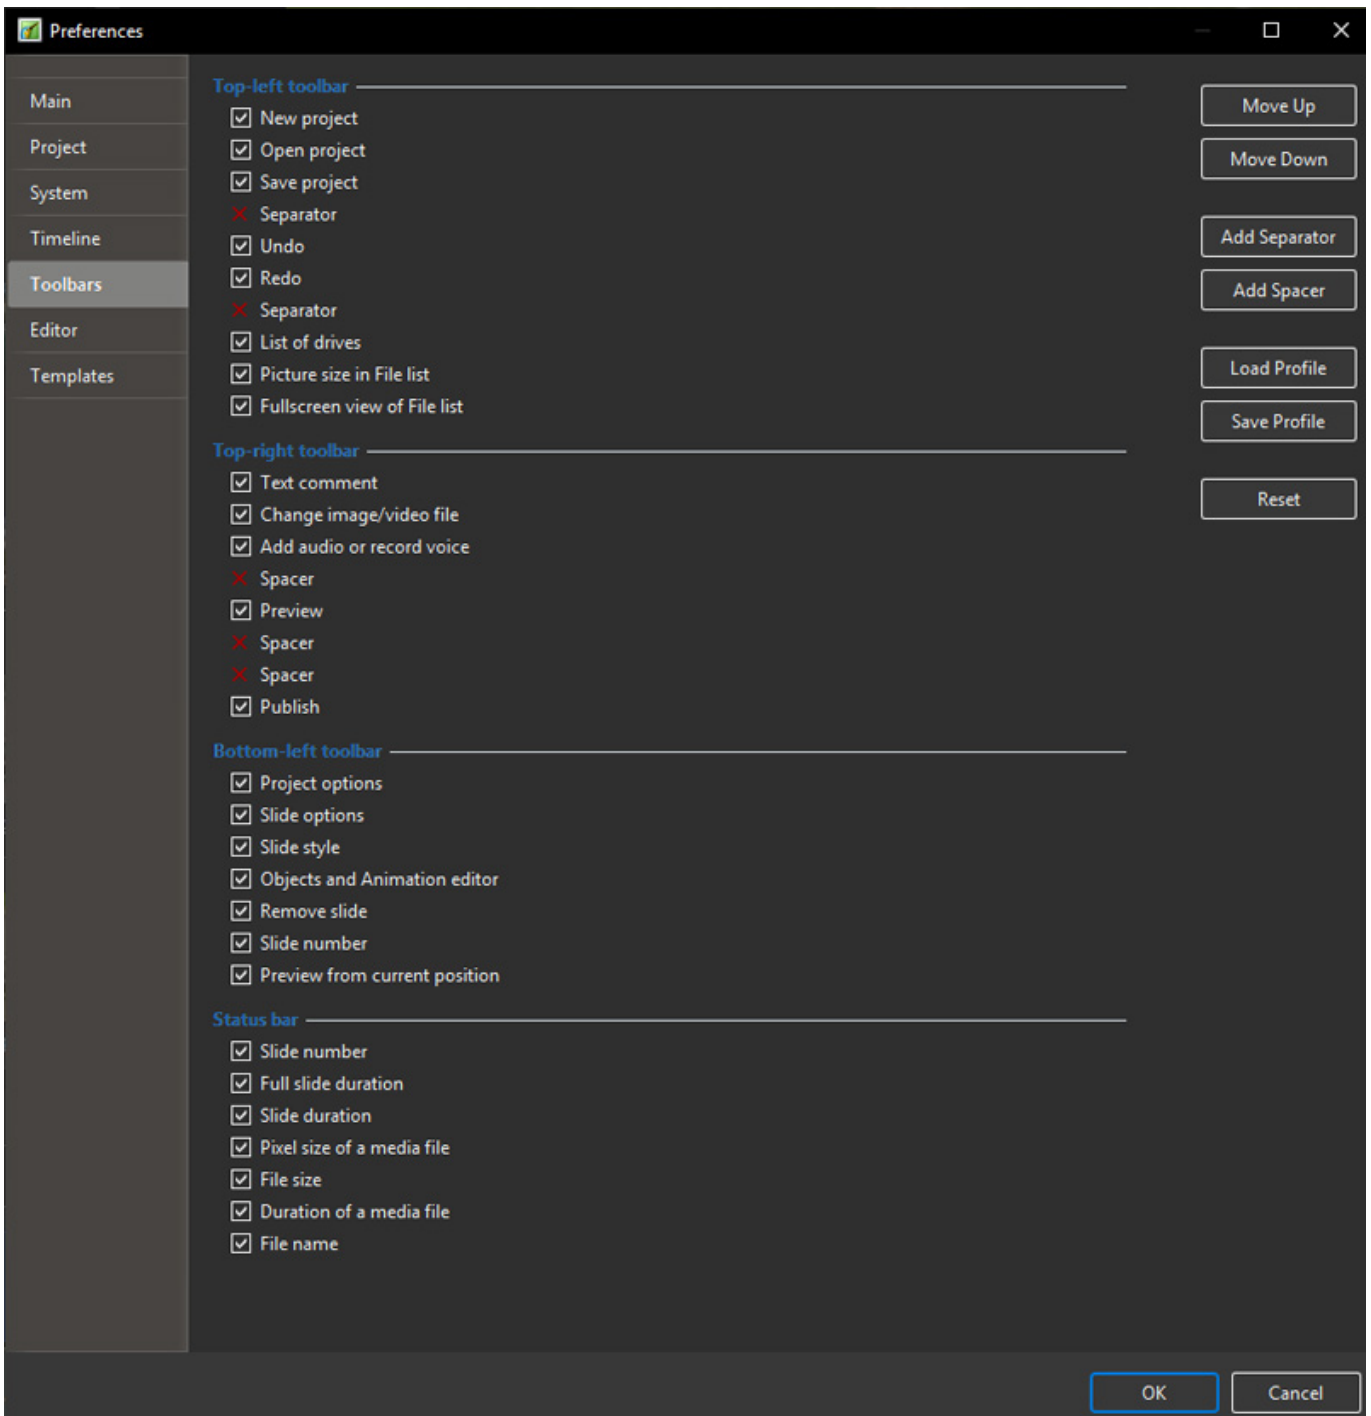 Preferences
Main
Project
System
Timeline
Toolbars
Editor
Templates
Top-left toolbar
New project
Open project
Save project
Separator
Undo
Redo
Separator
List of drives
Picture size in File list
Fullscreen view of File list
Top-right toolbar
Text comment
Change image/video file
Add audio or record voice
Spacer
Preview
Spacer
Spacer
Publish
Bottom-left toolbar
Project options
Slide options
Slide style
Objects and Animation editor
Remove slide
Slide number
Preview from current position
Status bar
Slide number
Full slide duration
Slide duration
Pixel size of a media file
File size
Duration of a media file
File name
Move Up
Move Down
Add Separator
Add Spacer
Load Profile
Save Profile
Reset
OK
Cancel